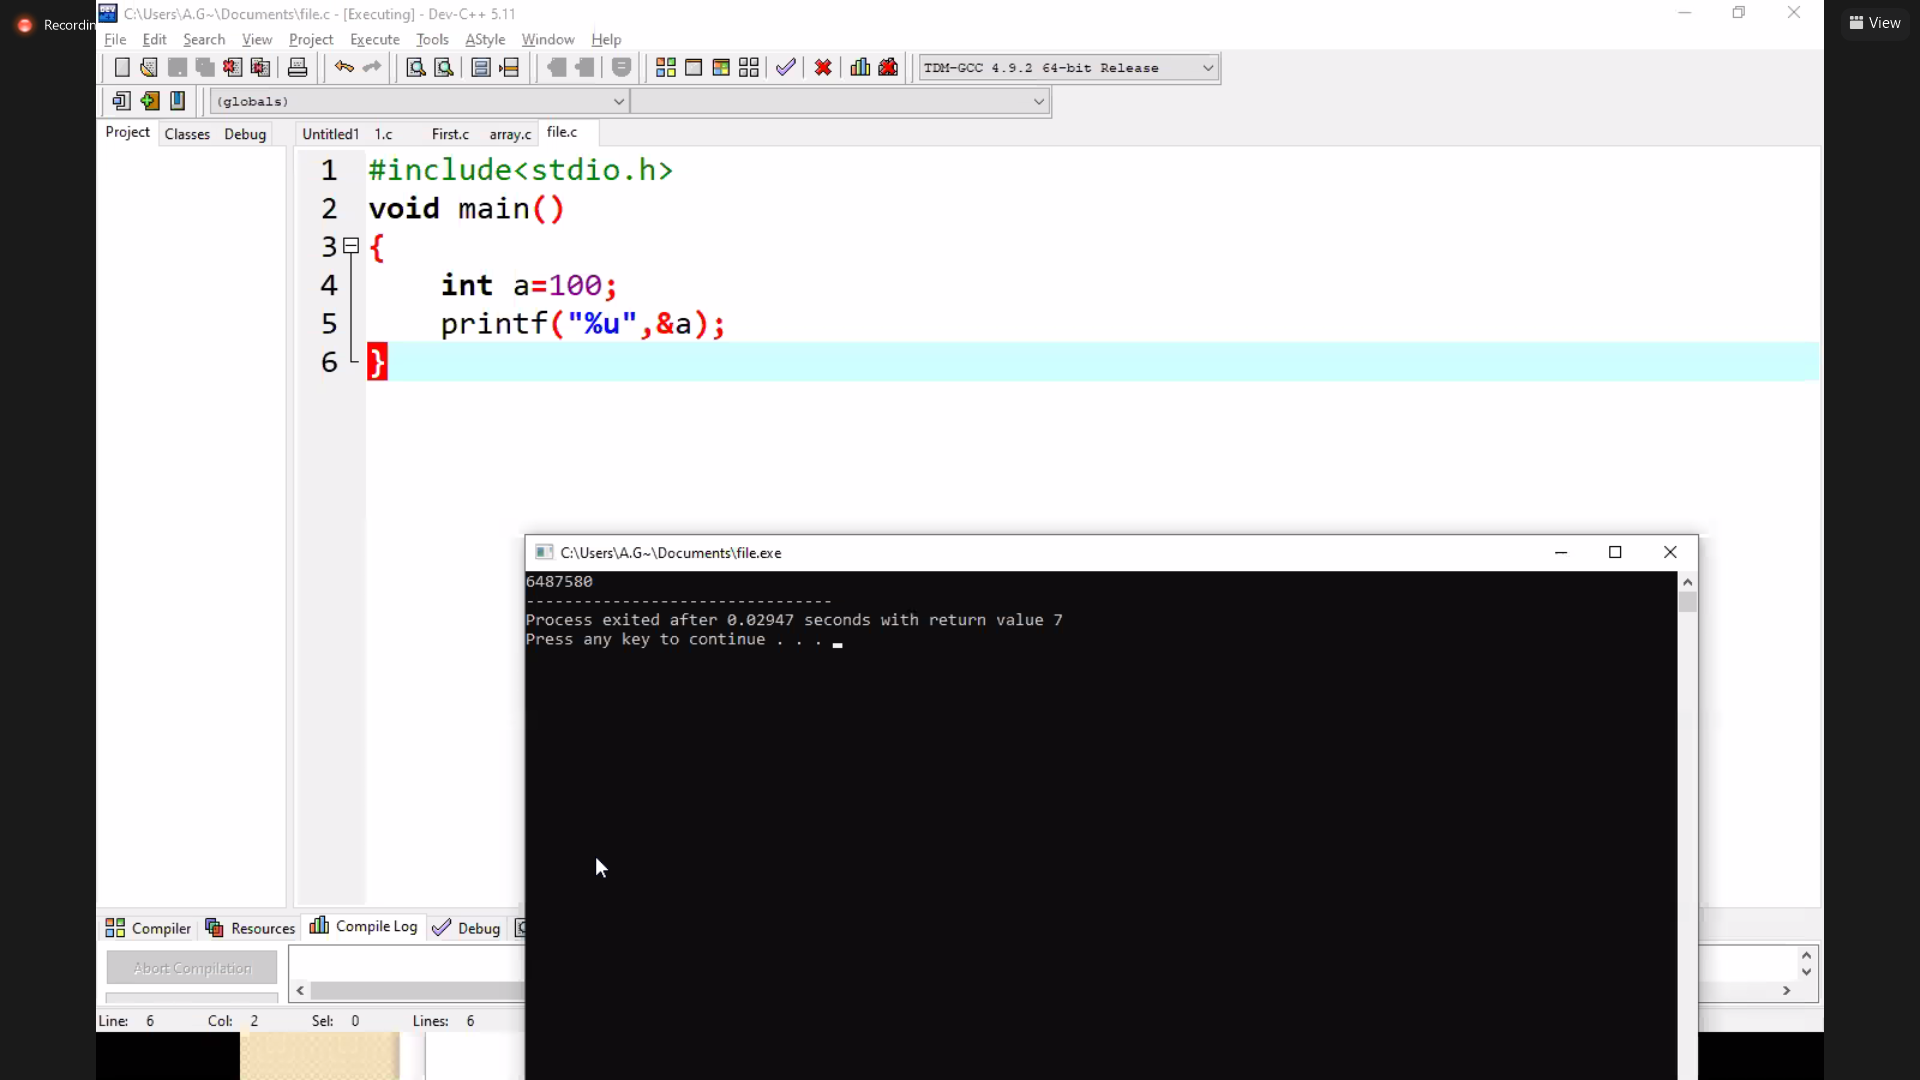 Recordin
C:\Users\A.G~\Documents\file.c - [Executing] - Dev-C++ 5.11
View
File Edit Search View Project Execute Tools AStyle Window Help
TDM-GCC 4.9.2 64-bit Release
(globals)
Project Classes Debug
Untitled1 1.c First.c array.c file.c
1 #include<stdio.h>
2 void main()
3 {
4 int a=100;
5 printf("%u",&a);
6 }
C:\Users\A.G~\Documents\file.exe
6487580
--------------------------------
Process exited after 0.02947 seconds with return value 7
Press any key to continue . . .
Compiler Resources Compile Log Debug
Abort Compilation
Line: 6 Col: 2 Sel: 0 Lines: 6